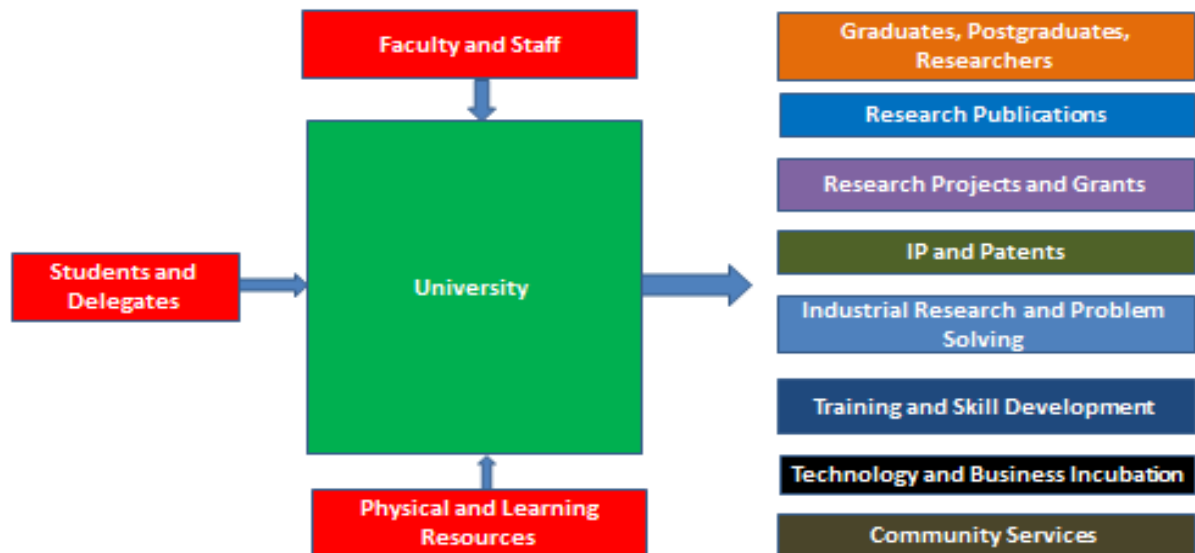 Faculty and Staff
Students and
Delegates
University
Physical and Learning
Resources
Graduates, Postgraduates,
Researchers
Research Publications
Research Projects and Grants
IP and Patents
Industrial Research and Problem
Solving
Training and Skill Development
Technology and Business Incubation
Community Services